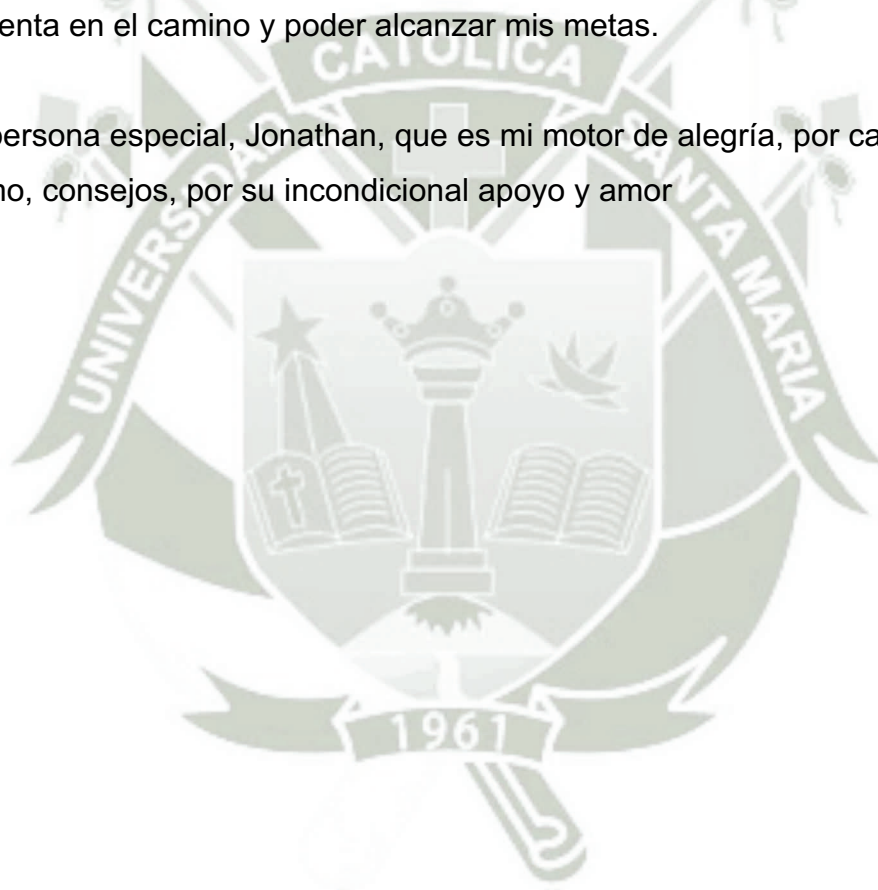 enta en el camino y poder alcanzar mis metas.
persona especial, Jonathan, que es mi motor de alegría, por ca
no, consejos, por su incondicional apoyo y amor
UNIVERSIDAD CATOLICA SANTA MARIA
1961